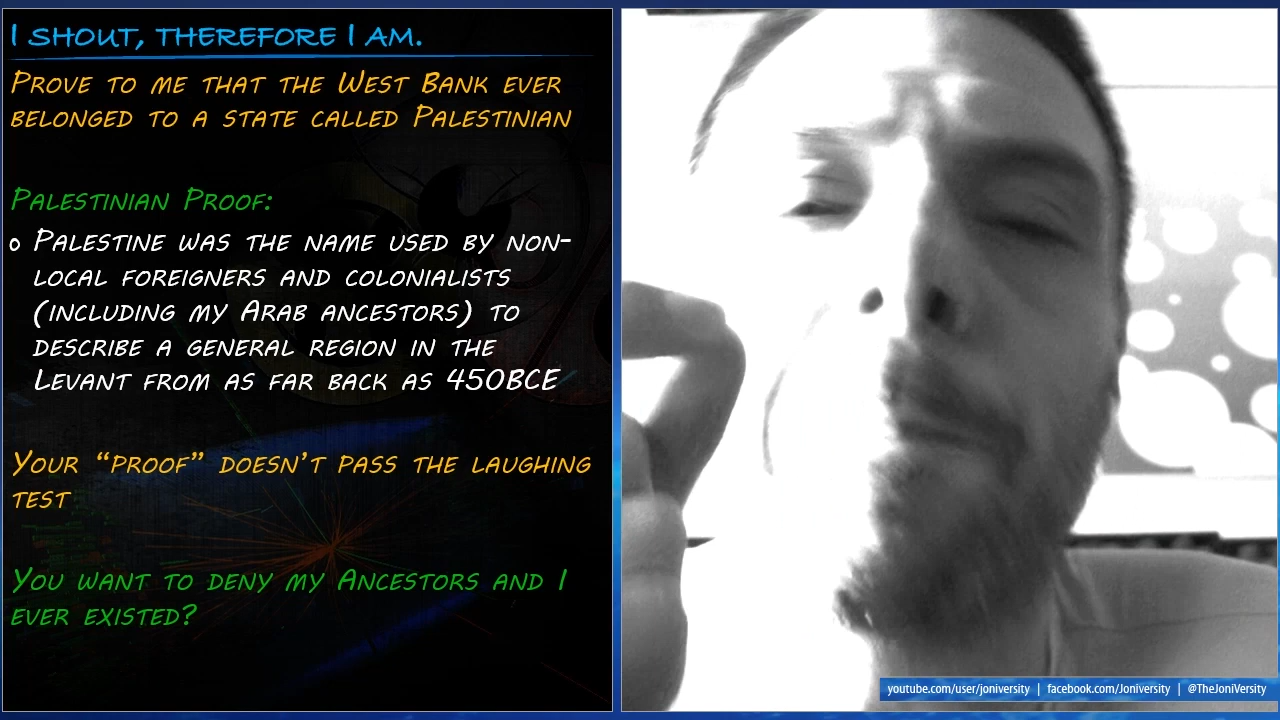 I SHOUT, THEREFORE I AM.
PROVE TO ME THAT THE WEST BANK EVER
BELONGED TO A STATE CALLED PALESTINIAN
PALESTINIAN PROOF:
o PALESTINE WAS THE NAME USED BY NON-
LOCAL FOREIGNERS AND COLONIALISTS
(INCLUDING MY ARAB ANCESTORS) TO
DESCRIBE A GENERAL REGION IN THE
LEVANT FROM AS FAR BACK AS 450BCE
YOUR “PROOF” DOESN’T PASS THE LAUGHING
TEST
YOU WANT TO DENY MY ANCESTORS AND I
EVER EXISTED?
youtube.com/user/joniversity | facebook.com/Joniversity | @TheJoniVersity